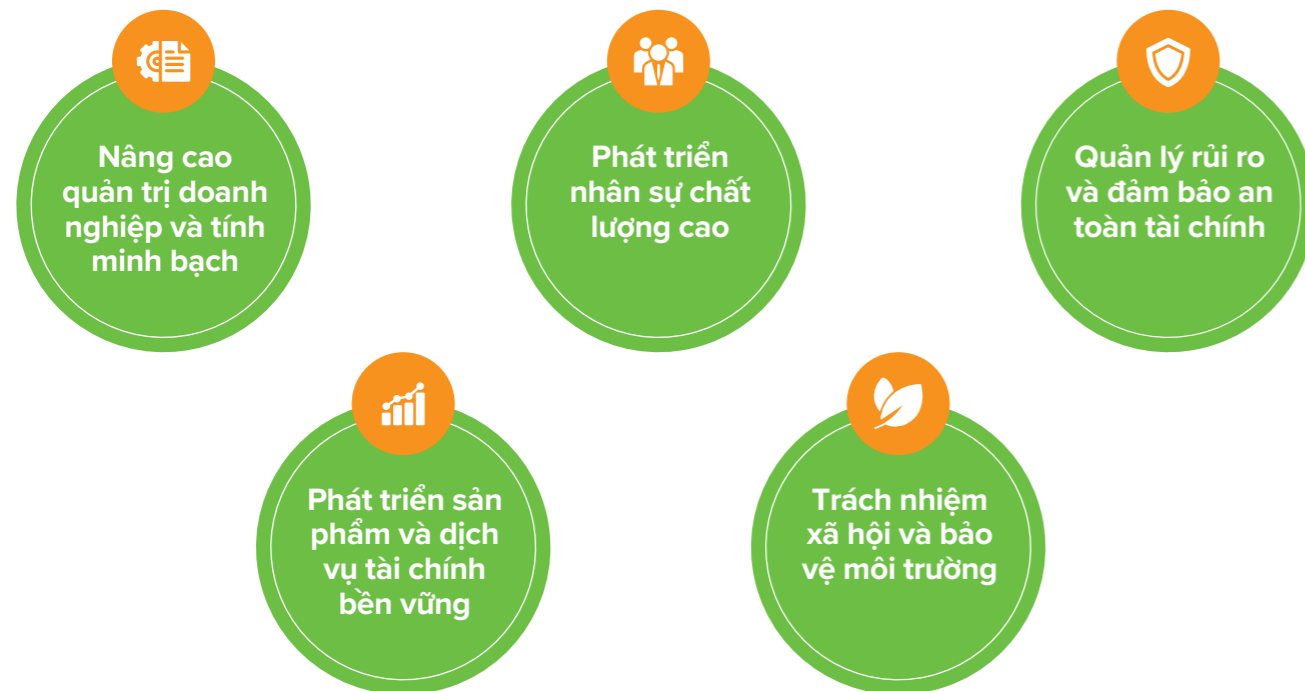 Nâng cao
quản trị doanh
nghiệp và tính
minh bạch
Phát triển
nhân sự chất
lượng cao
Quản lý rủi ro
và đảm bảo an
toàn tài chính
Phát triển sản
phẩm và dịch
vụ tài chính
bền vững
Trách nhiệm
xã hội và bảo
vệ môi trường